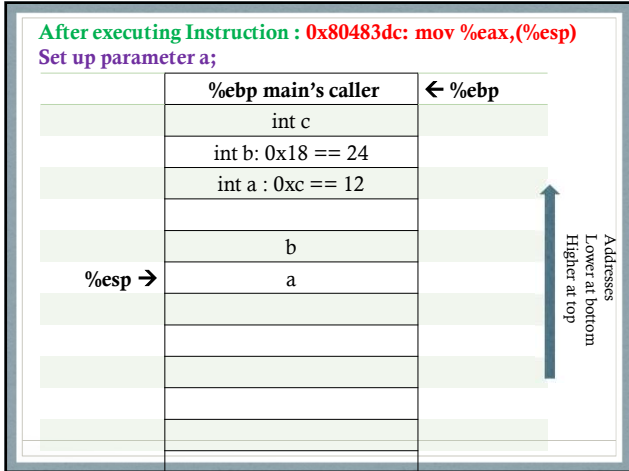 After executing Instruction : 0x80483dc: mov %eax,(%esp)
Set up parameter a;
%ebp main's caller ← %ebp
int c
int b: 0x18 == 24
int a : 0xc == 12
b
%esp → a
Addresses
Lower at bottom
Higher at top